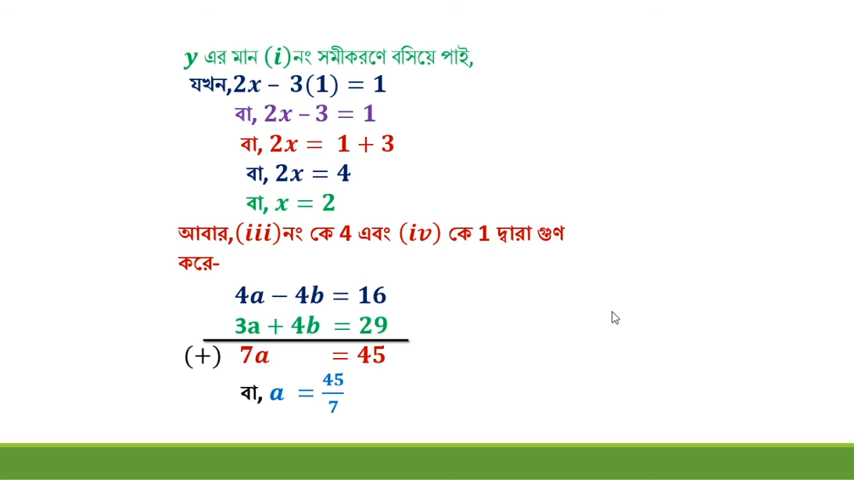 y এর মান (i)নং সমীকরণে বসিয়ে পাই,
যখন,2x – 3(1) = 1
বা, 2x – 3 = 1
বা, 2x = 1 + 3
বা, 2x = 4
বা, x = 2
আবার,(iii)নং কে 4 এবং (iv) কে 1 দ্বারা গুণ
করে-
4a − 4b = 16
3a + 4b = 29
(+) 7a = 45
বা, a = 45/7